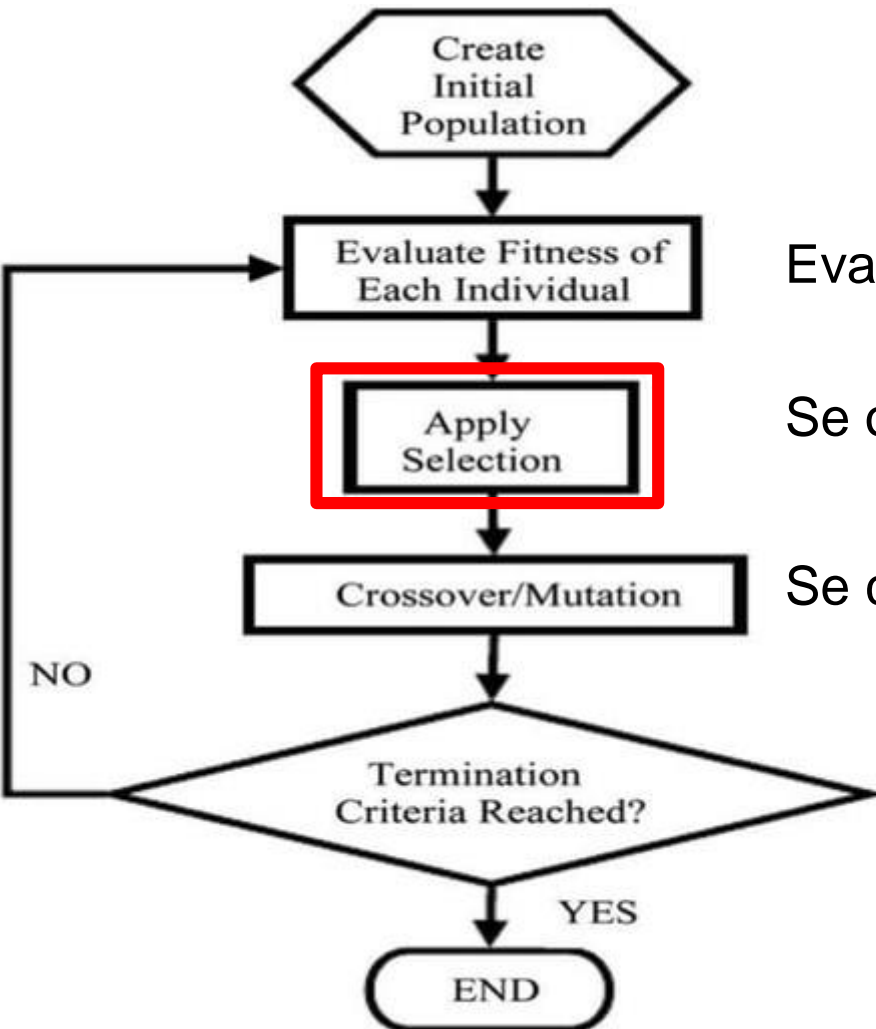 Create
Initial
Population
Evaluate Fitness of
Each Individual
Eva
Apply
Selection
Se
Crossover/Mutation
Se
NO
Termination
Criteria Reached?
YES
END